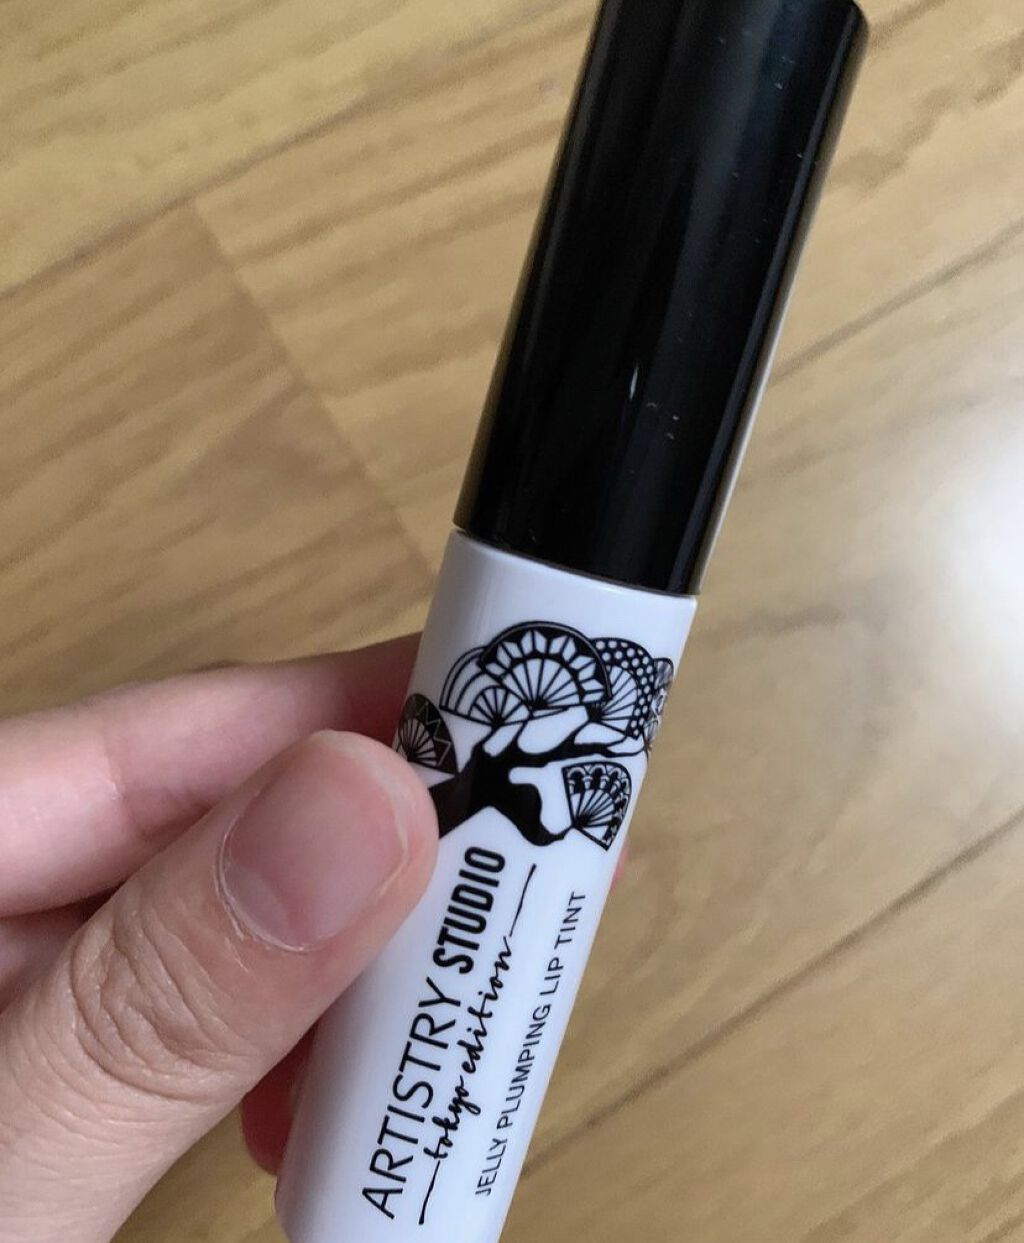 ARTISTRY STUDIO
tokyo edition
JELLY PLUMPING LIP TINT